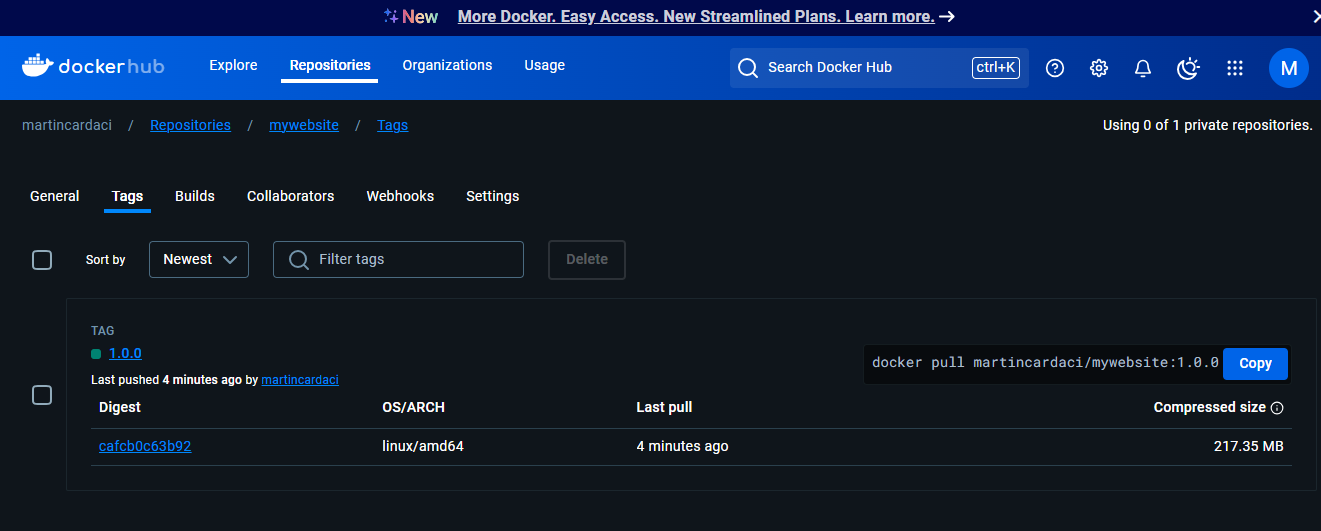 New More Docker. Easy Access. New Streamlined Plans. Learn more.
dockerhub Explore Repositories Organizations Usage Search Docker Hub ctrl+K M
martincardaci / Repositories / mywebsite / Tags Using 0 of 1 private repositories.
General Tags Builds Collaborators Webhooks Settings
Sort by Newest Filter tags Delete
TAG
1.0.0
docker pull martincardaci/mywebsite:1.0.0 Copy
Last pushed 4 minutes ago by martincardaci
Digest OS/ARCH Last pull Compressed size
cafcb0c63b92 linux/amd64 4 minutes ago 217.35 MB